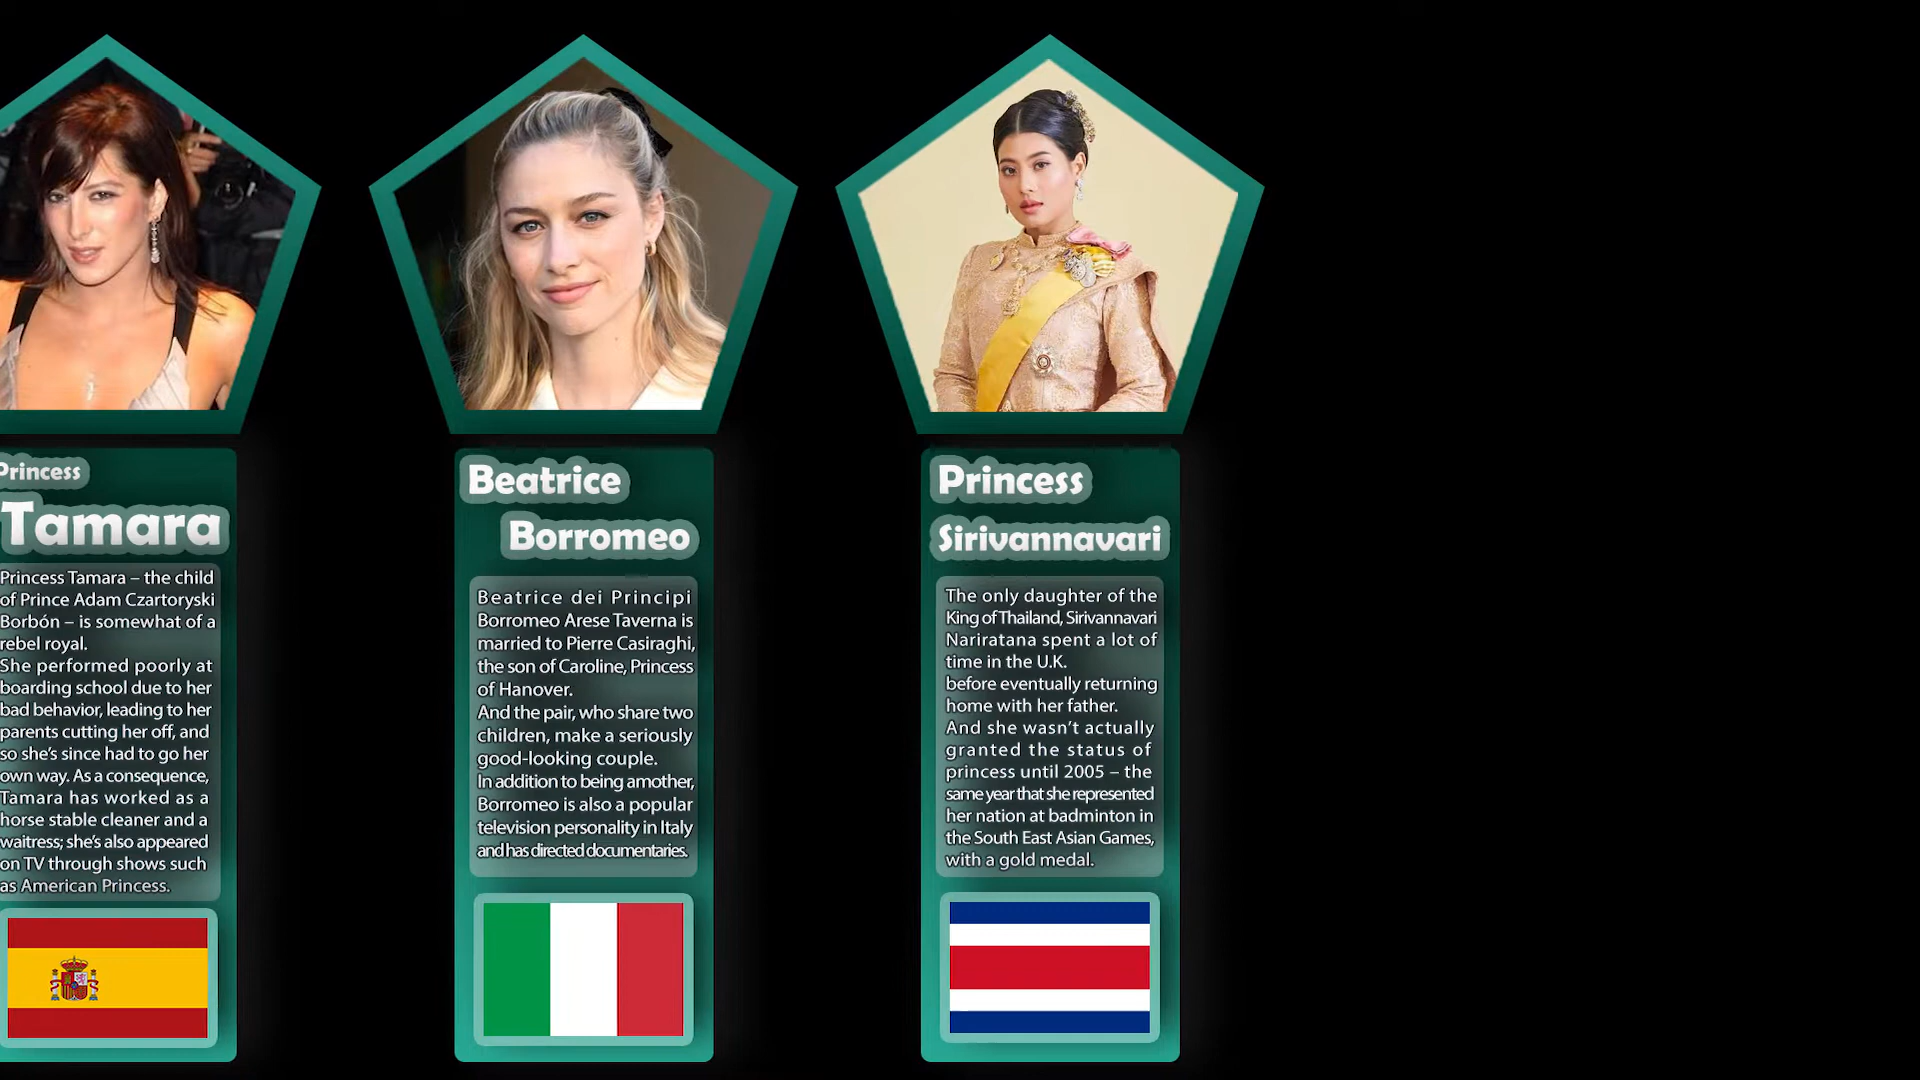 Princess
Tamara
Princess Tamara – the child
of Prince Adam Czartoryski
Borbón – is somewhat of a
rebel royal.
She performed poorly at
boarding school due to her
bad behavior, leading to her
parents cutting her off, and
so she's since had to go her
own way. As a consequence,
Tamara has worked as a
horse stable cleaner and a
waitress; she's also appeared
on TV through shows such
as American Princess.
Beatrice
Borromeo
Beatrice dei Principi
Borromeo Arese Taverna is
married to Pierre Casiraghi,
the son of Caroline, Princess
of Hanover.
And the pair, who share two
children, make a seriously
good-looking couple.
In addition to being amother,
Borromeo is also a popular
television personality in Italy
and has directed documentaries.
Princess
Sirivannavari
The only daughter of the
King of Thailand, Sirivannavari
Nariratana spent a lot of
time in the U.K.
before eventually returning
home with her father.
And she wasn't actually
granted the status of
princess until 2005 – the
same year that she represented
her nation at badminton in
the South East Asian Games,
with a gold medal.